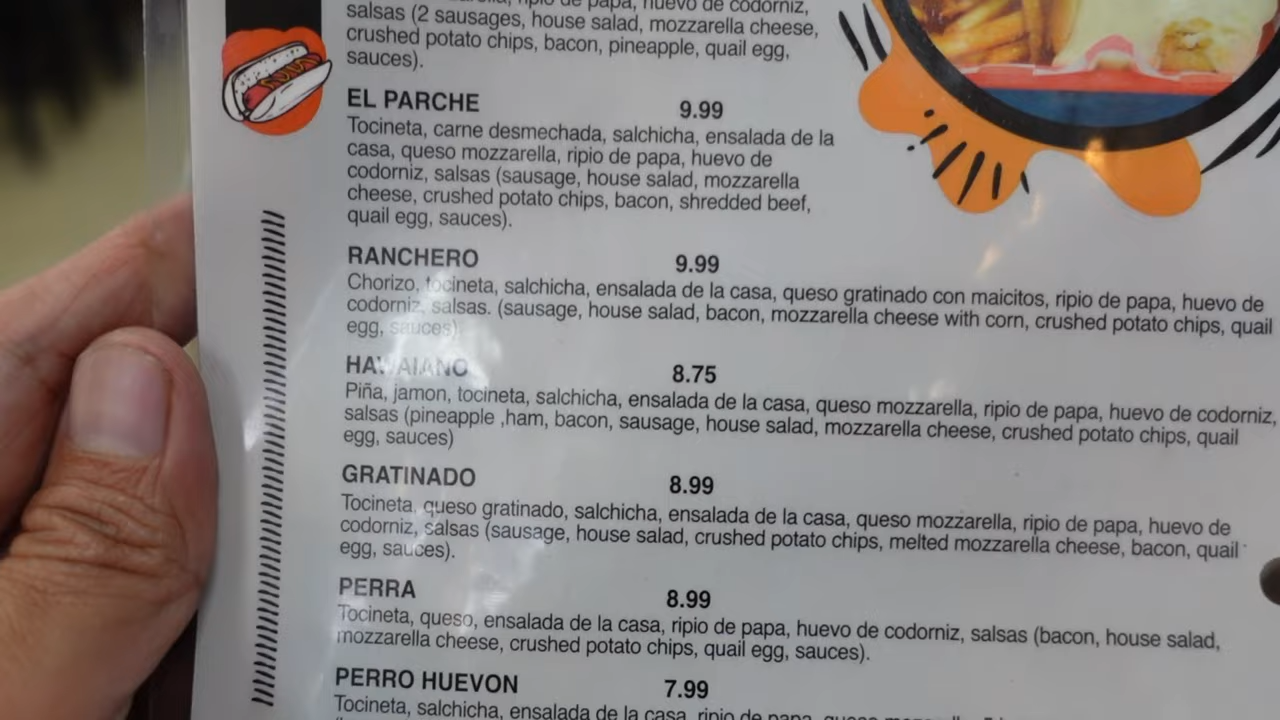 ripio de papa, huevo de codorniz,
salsas (2 sausages, house salad, mozzarella cheese,
crushed potato chips, bacon, pineapple, quail egg,
sauces).
EL PARCHE 9.99
Tocineta, carne desmechada, salchicha, ensalada de la
casa, queso mozzarella, ripio de papa, huevo de
codorniz, salsas (sausage, house salad, mozzarella
cheese, crushed potato chips, bacon, shredded beef,
quail egg, sauces).
RANCHERO 9.99
Chorizo, tocineta, salchicha, ensalada de la casa, queso gratinado con maicitos, ripio de papa, huevo de
codorniz, salsas. (sausage, house salad, bacon, mozzarella cheese with corn, crushed potato chips, quail
egg, sauces)
HAWAIANO 8.75
Piña, jamon, tocineta, salchicha, ensalada de la casa, queso mozzarella, ripio de papa, huevo de codorniz,
salsas (pineapple ,ham, bacon, sausage, house salad, mozzarella cheese, crushed potato chips, quail
egg, sauces)
GRATINADO 8.99
Tocineta, queso gratinado, salchicha, ensalada de la casa, queso mozzarella, ripio de papa, huevo de
codorniz, salsas (sausage, house salad, crushed potato chips, melted mozzarella cheese, bacon, quail
egg, sauces).
PERRA 8.99
Tocineta, queso, ensalada de la casa, ripio de papa, huevo de codorniz, salsas (bacon, house salad,
mozzarella cheese, crushed potato chips, quail egg, sauces).
PERRO HUEVON 7.99
Tocineta, salchicha, ensalada de la casa, ripio de papa, queso